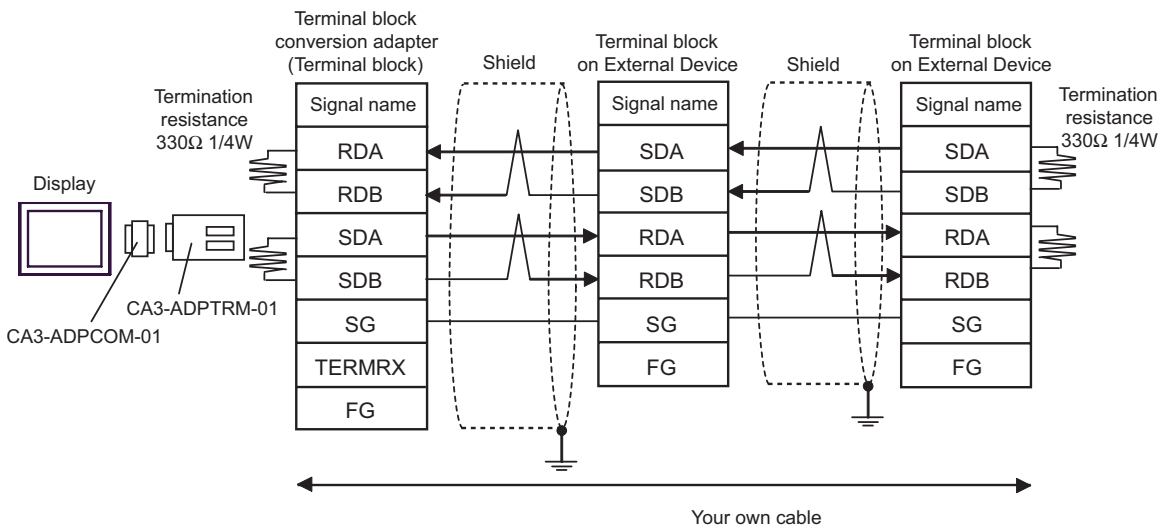 Terminal block
conversion adapter
(Terminal block)
Shield
Terminal block
on External Device
Shield
Terminal block
on External Device
Termination
resistance
330Ω 1/4W
Signal name
RDA
RDB
SDA
SDB
SG
TERMRX
FG
Signal name
SDA
SDB
RDA
RDB
SG
FG
Signal name
SDA
SDB
RDA
RDB
SG
FG
Termination
resistance
330Ω 1/4W
Display
CA3-ADPTRM-01
CA3-ADPCOM-01
Your own cable